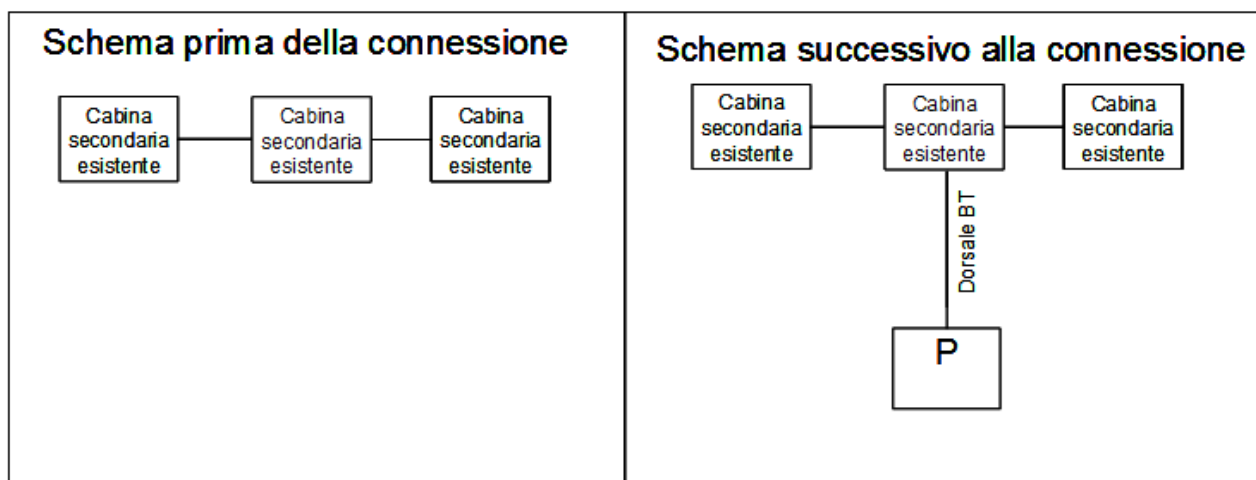 Schema prima della connessione
Cabina
secondaria
esistente
Cabina
secondaria
esistente
Cabina
secondaria
esistente
Schema successivo alla connessione
Cabina
secondaria
esistente
Cabina
secondaria
esistente
Cabina
secondaria
esistente
Dorsale BT
P